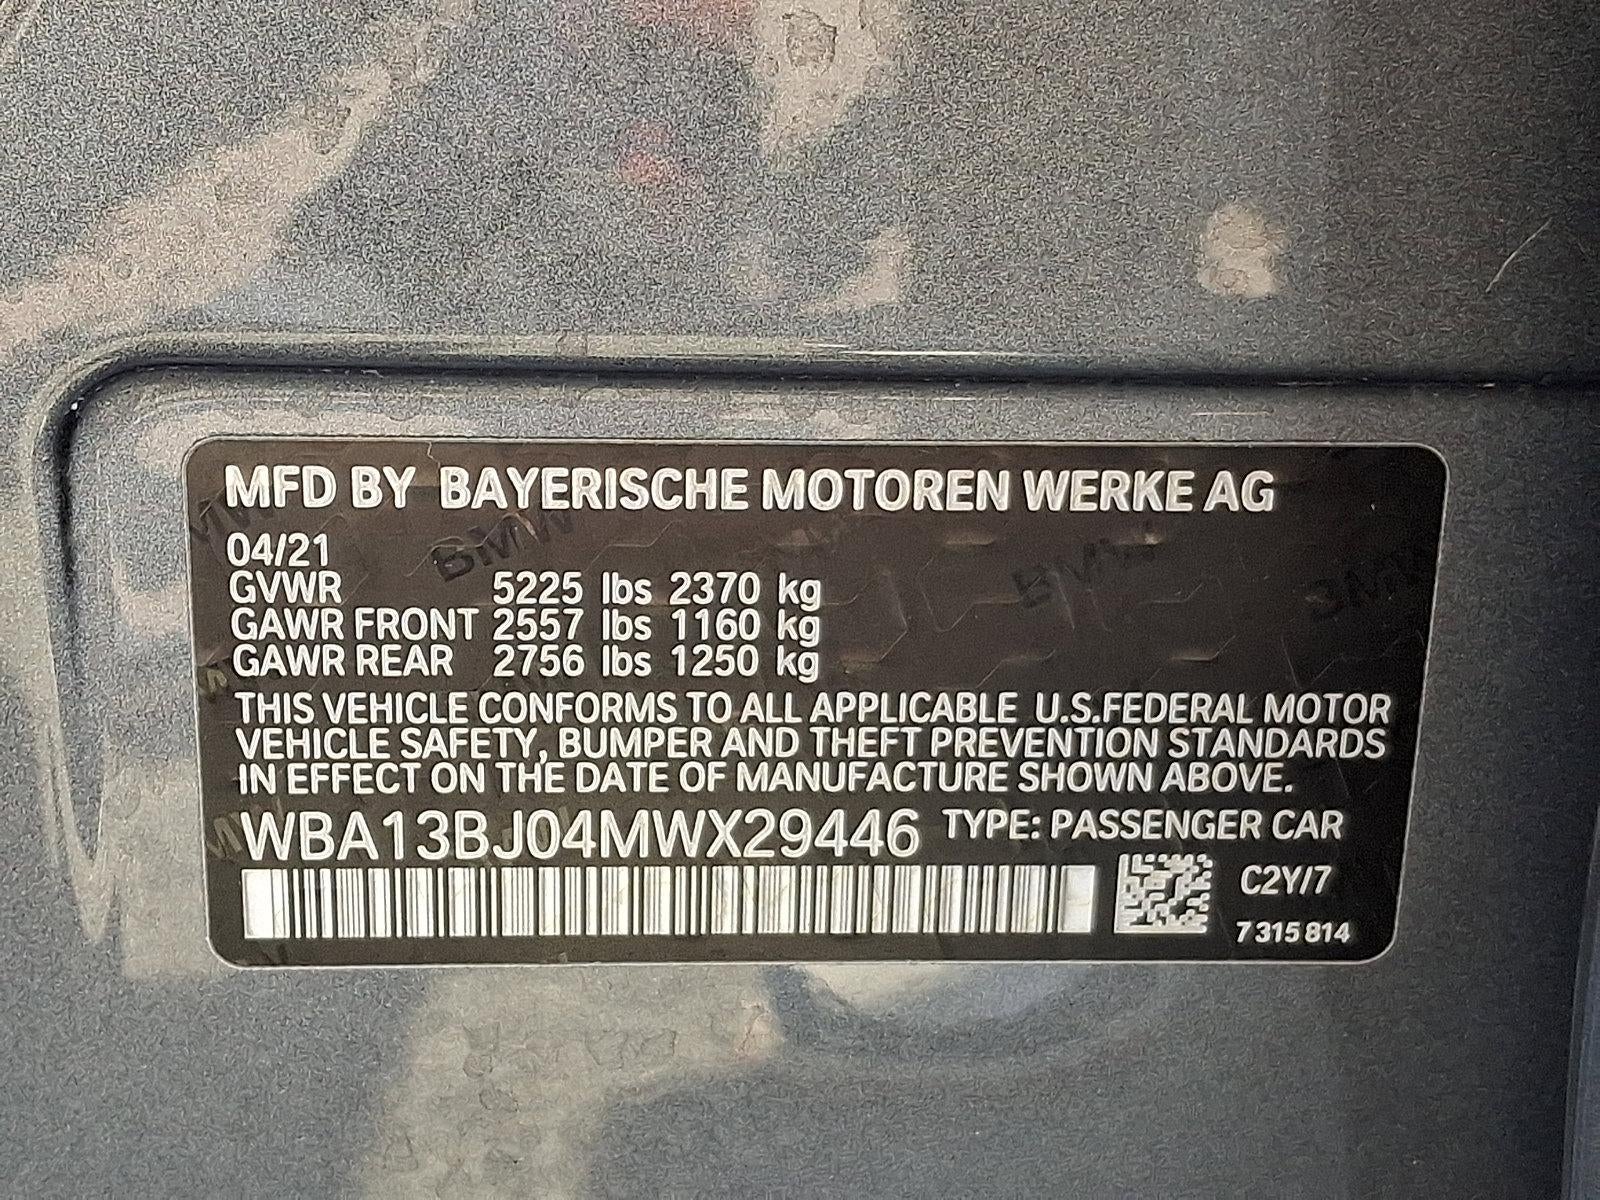 MFD BY BAYERISCHE MOTOREN WERKE AG
04/21
GVWR 5225 lbs 2370 kg
GAWR FRONT 2557 lbs 1160 kg
GAWR REAR 2756 lbs 1250 kg
THIS VEHICLE CONFORMS TO ALL APPLICABLE U.S.FEDERAL MOTOR
VEHICLE SAFETY, BUMPER AND THEFT PREVENTION STANDARDS
IN EFFECT ON THE DATE OF MANUFACTURE SHOWN ABOVE.
WBA13BJ04MWX29446 TYPE: PASSENGER CAR
C2Y/7
7 315 814